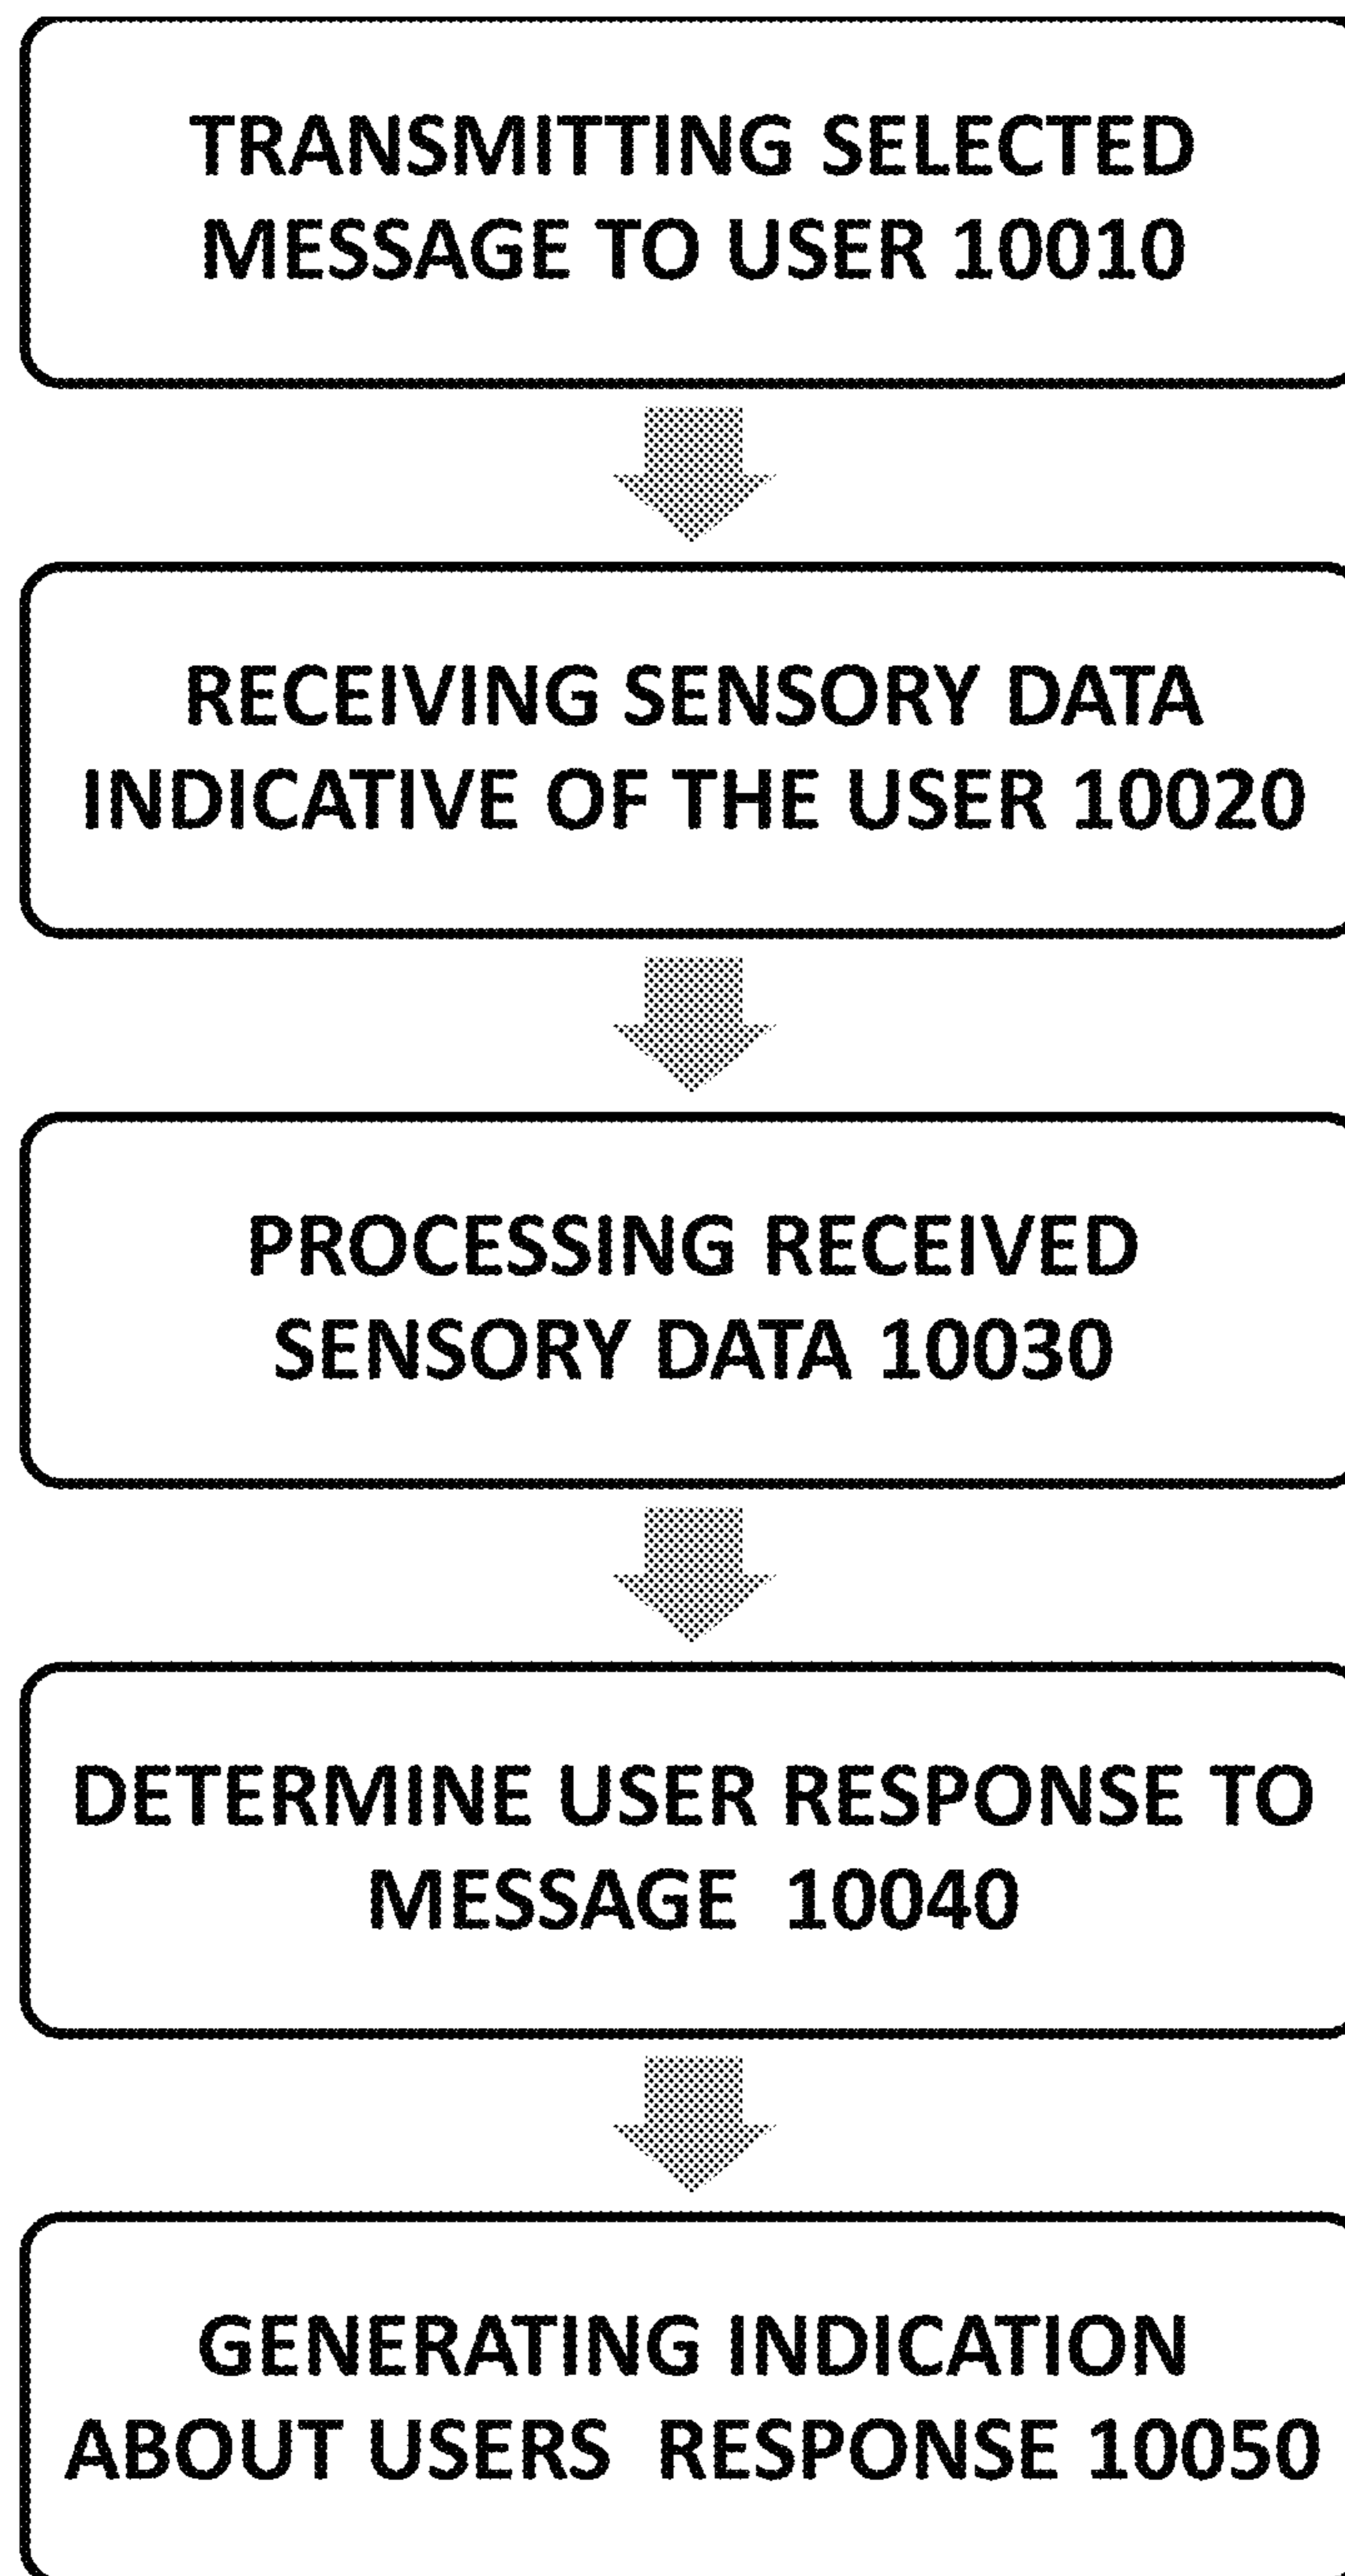 TRANSMITTING SELECTED
MESSAGE TO USER 10010
RECEIVING SENSORY DATA
INDICATIVE OF THE USER 10020
PROCESSING RECEIVED
SENSORY DATA 10030
DETERMINE USER RESPONSE TO
MESSAGE 10040
GENERATING INDICATION
ABOUT USERS RESPONSE 10050